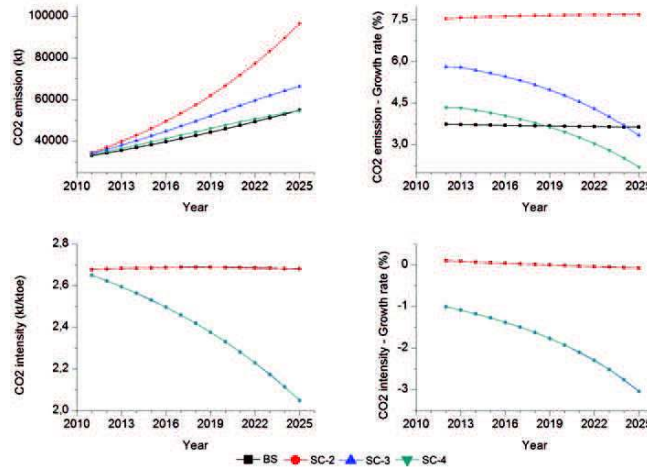 100000
80000
60000
40000
CO2 emission (kt)
2010 2013 2016 2019 2022 2025
Year
7,5
6,0
4,5
3,0
CO2 emission - Growth rate (%)
2010 2013 2016 2019 2022 2025
Year
2,8
2,6
2,4
2,2
2,0
CO2 intensity (kt/ktoe)
2010 2013 2016 2019 2022 2025
Year
0
-1
-2
-3
CO2 intensity - Growth rate (%)
2010 2013 2016 2019 2022 2025
Year
BS SC-2 SC-3 SC-4